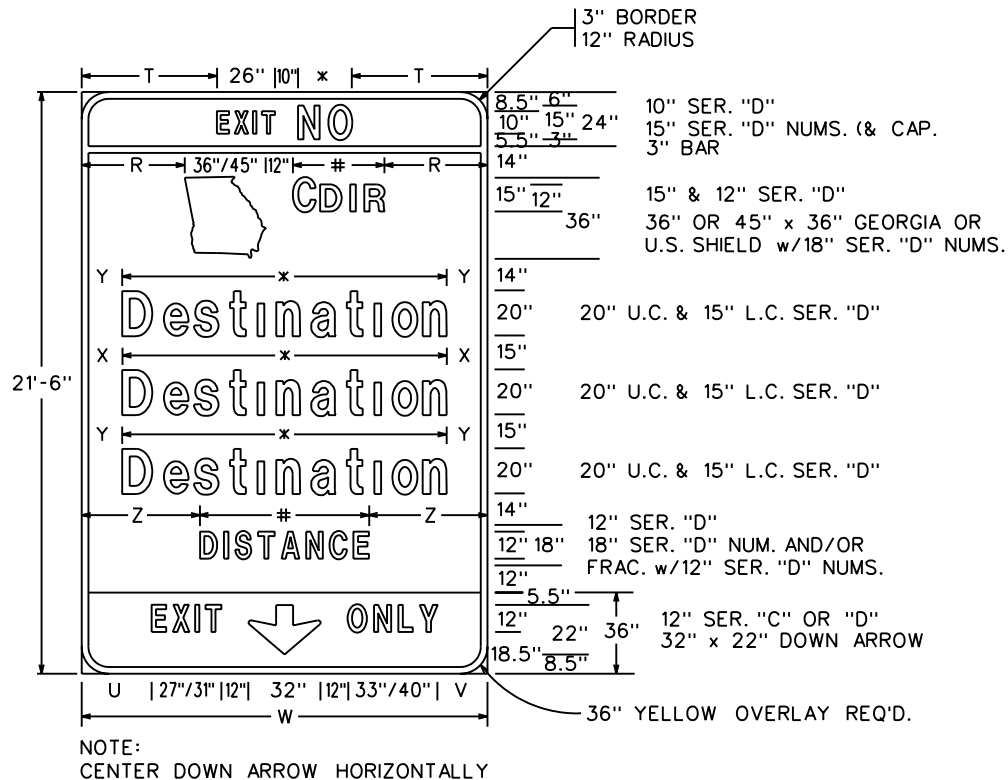 3" BORDER
12" RADIUS
T 26" 10" * T
EXIT NO
8.5" 6"
10" 15" 24"
5.5" 3"
10" SER. "D"
15" SER. "D" NUMS. (& CAP.
3" BAR
R 36"/45" 12" # R
14"
CDIR
15" 12"
36"
15" & 12" SER. "D"
36" OR 45" x 36" GEORGIA OR
U.S. SHIELD w/18" SER. "D" NUMS.
Y * Y
14"
Destination
20" 20" U.C. & 15" L.C. SER. "D"
X * X
15"
21'-6"
Destination
20" 20" U.C. & 15" L.C. SER. "D"
Y * Y
15"
Destination
20" 20" U.C. & 15" L.C. SER. "D"
Z # Z
14"
DISTANCE
12" 18"
12" SER. "D"
18" SER. "D" NUM. AND/OR
FRAC. w/12" SER. "D" NUMS.
12"
5.5"
EXIT ONLY
12"
22" 36"
18.5"
8.5"
12" SER. "C" OR "D"
32" x 22" DOWN ARROW
U 27"/31" 12" 32" 12" 33"/40" V
W
36" YELLOW OVERLAY REQ'D.
NOTE:
CENTER DOWN ARROW HORIZONTALLY